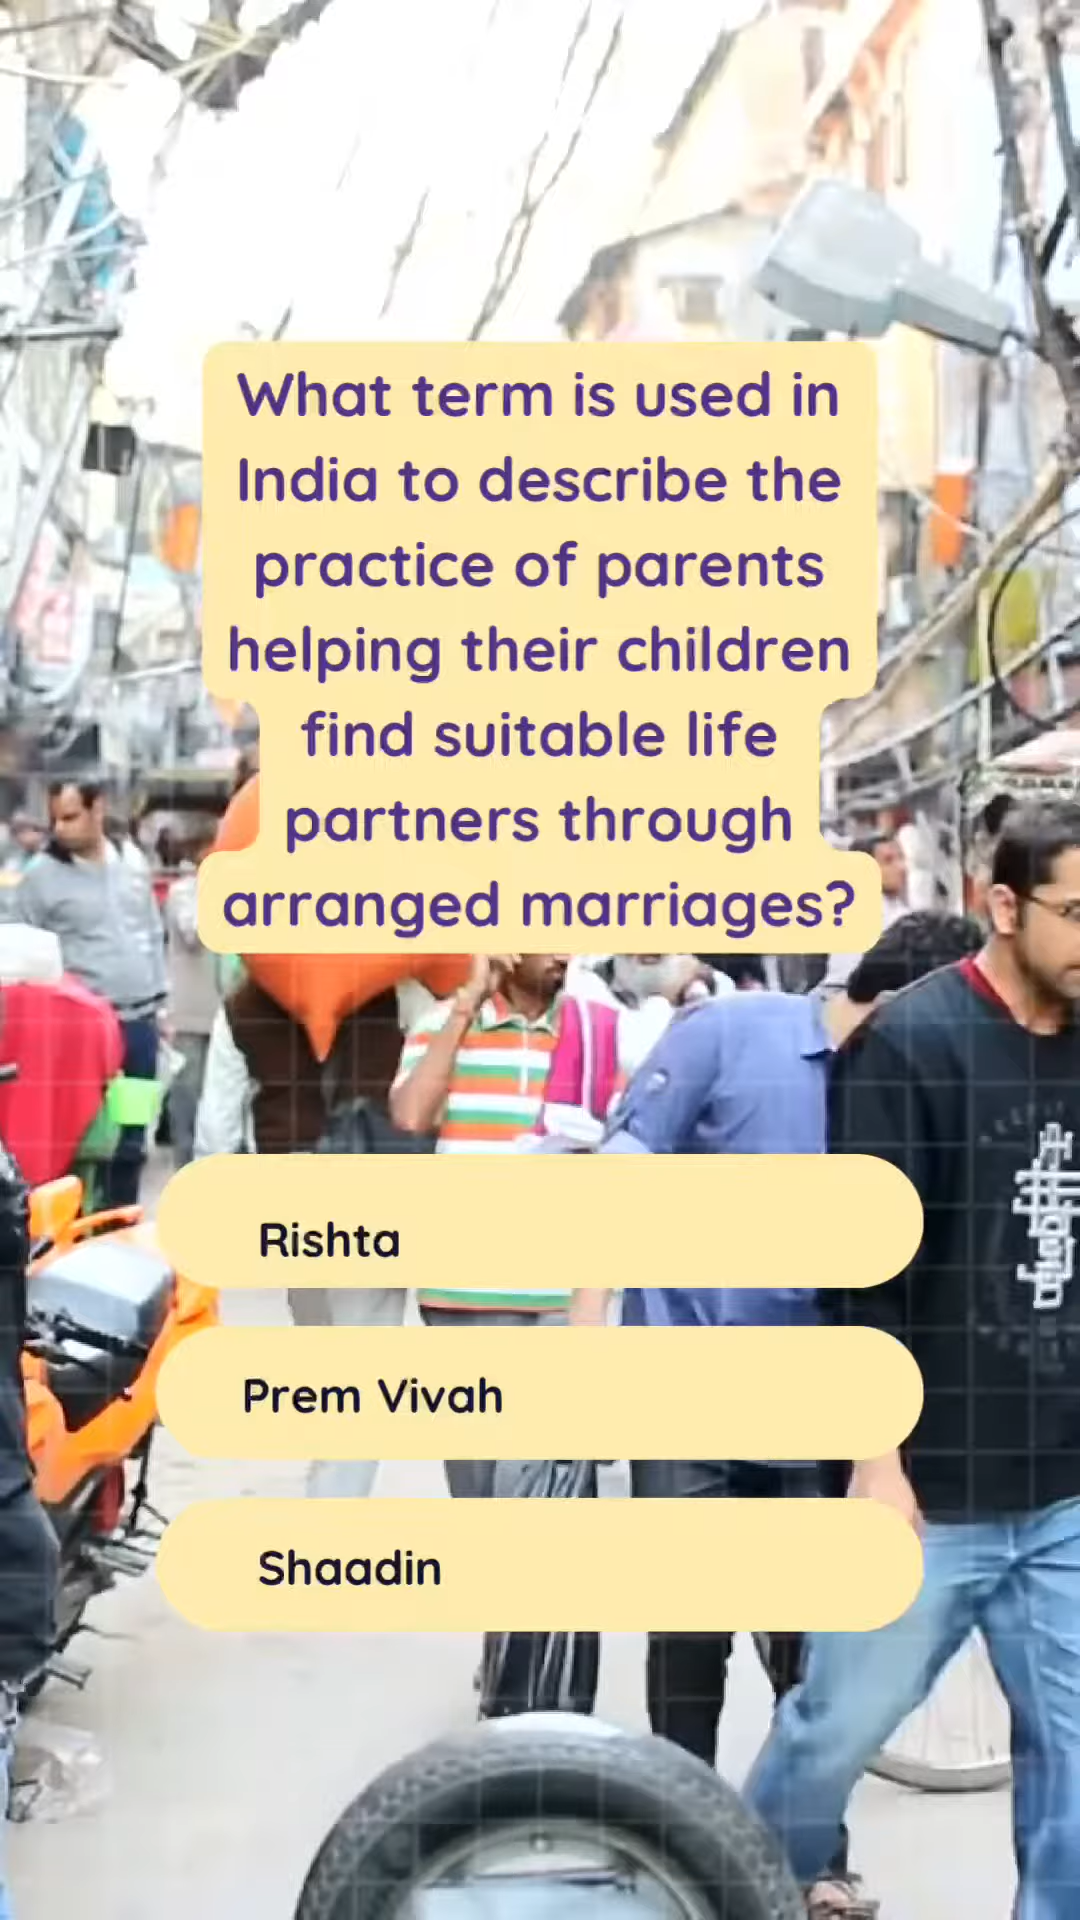 What term is used in
India to describe the
practice of parents
helping their children
find suitable life
partners through
arranged marriages?
Rishta
Prem Vivah
Shaadin